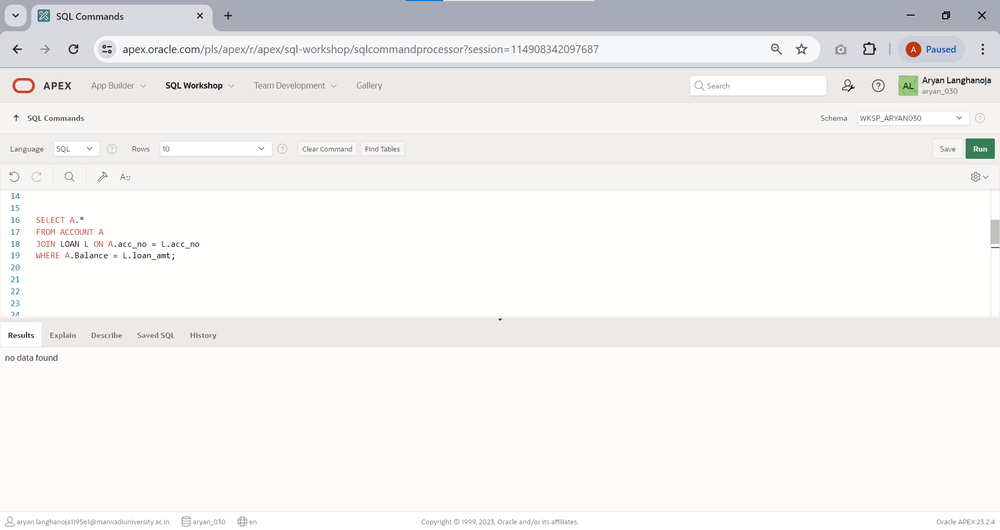 SQL Commands
apex.oracle.com/pls/apex/r/apex/sql-workshop/sqlcommandprocessor?session=114908342097687
A Paused
APEX App Builder SQL Workshop Team Development Gallery Search ? AL Aryan Langhanoja
aryan_030
SQL Commands Schema WKSP_ARYAN030 ?
Language SQL ? Rows 10 ? Clear Command Find Tables Save Run
A::
14
15
16 SELECT A.*
17 FROM ACCOUNT A
18 JOIN LOAN L ON A.acc_no = L.acc_no
19 WHERE A.Balance = L.loan_amt;
20
21
22
23
24
Results Explain Describe Saved SQL History
no data found
aryan.langhanoja119561@marwadiuniversity.ac.in aryan_030 en Copyright © 1999, 2023, Oracle and/or its affiliates. Oracle APEX 23.2.4